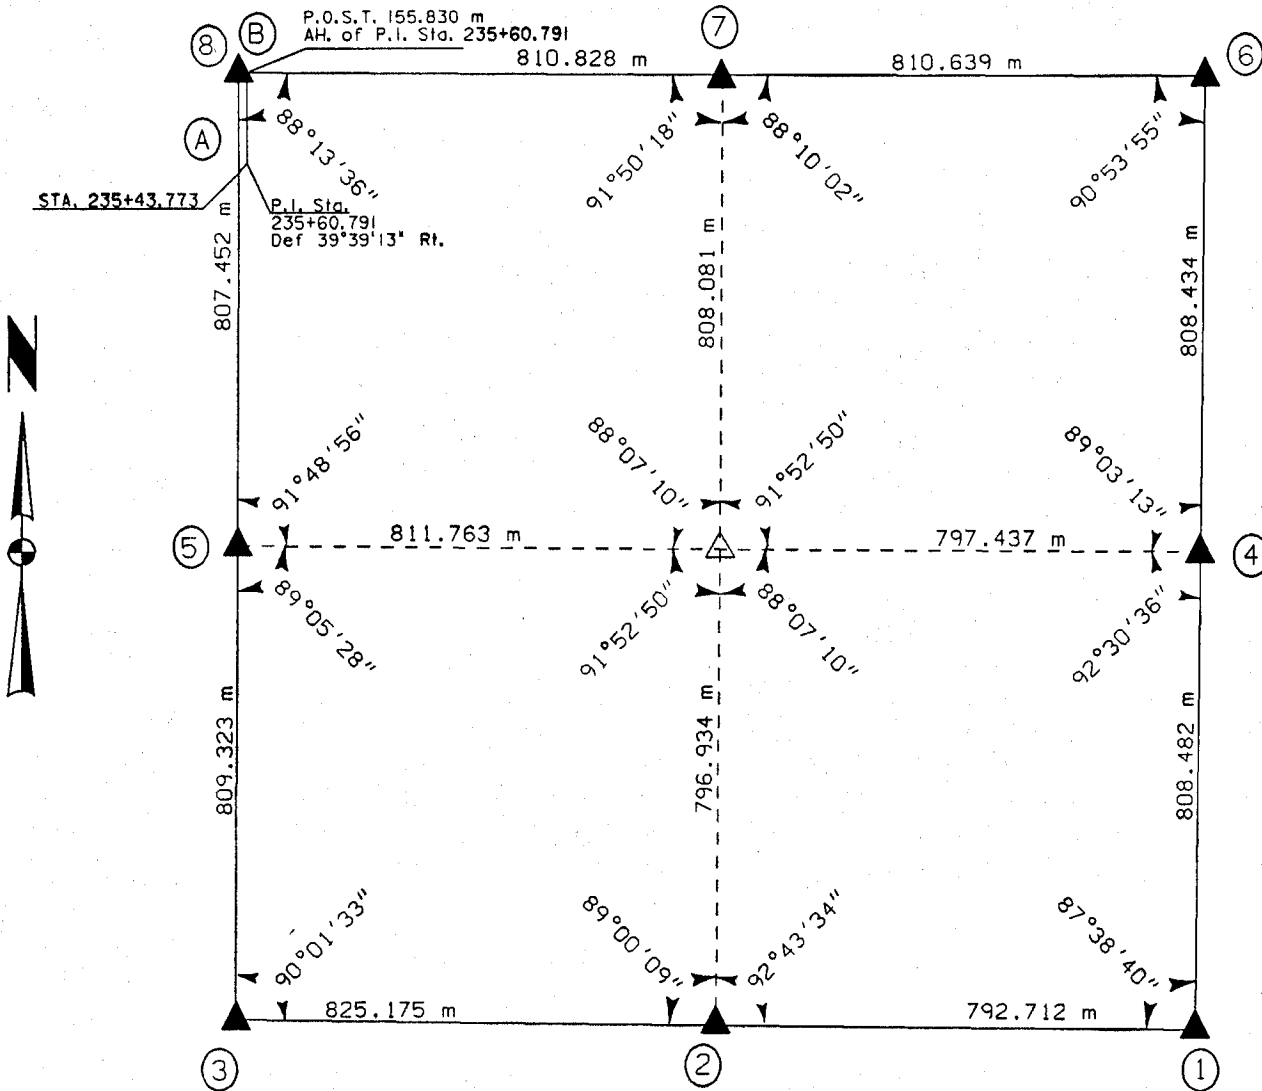 P.O.S.T. 155.830 m
AH. of P.I. Sta. 235+60.791
8
B
7
6
810.828 m
810.639 m
A
88°13'36"
91°50'18"
88°10'02"
90°53'55"
STA. 235+43.773
P.I. Sta.
235+60.791
Def 39°39'13" Rt.
807.452 m
808.081 m
808.434 m
N
91°48'56"
88°07'10"
91°52'50"
89°03'13"
5
811.763 m
797.437 m
4
89°05'28"
91°52'50"
88°07'10"
92°30'36"
809.323 m
796.934 m
808.482 m
90°01'33"
89°00'09"
92°43'34"
87°38'40"
825.175 m
792.712 m
3
2
1